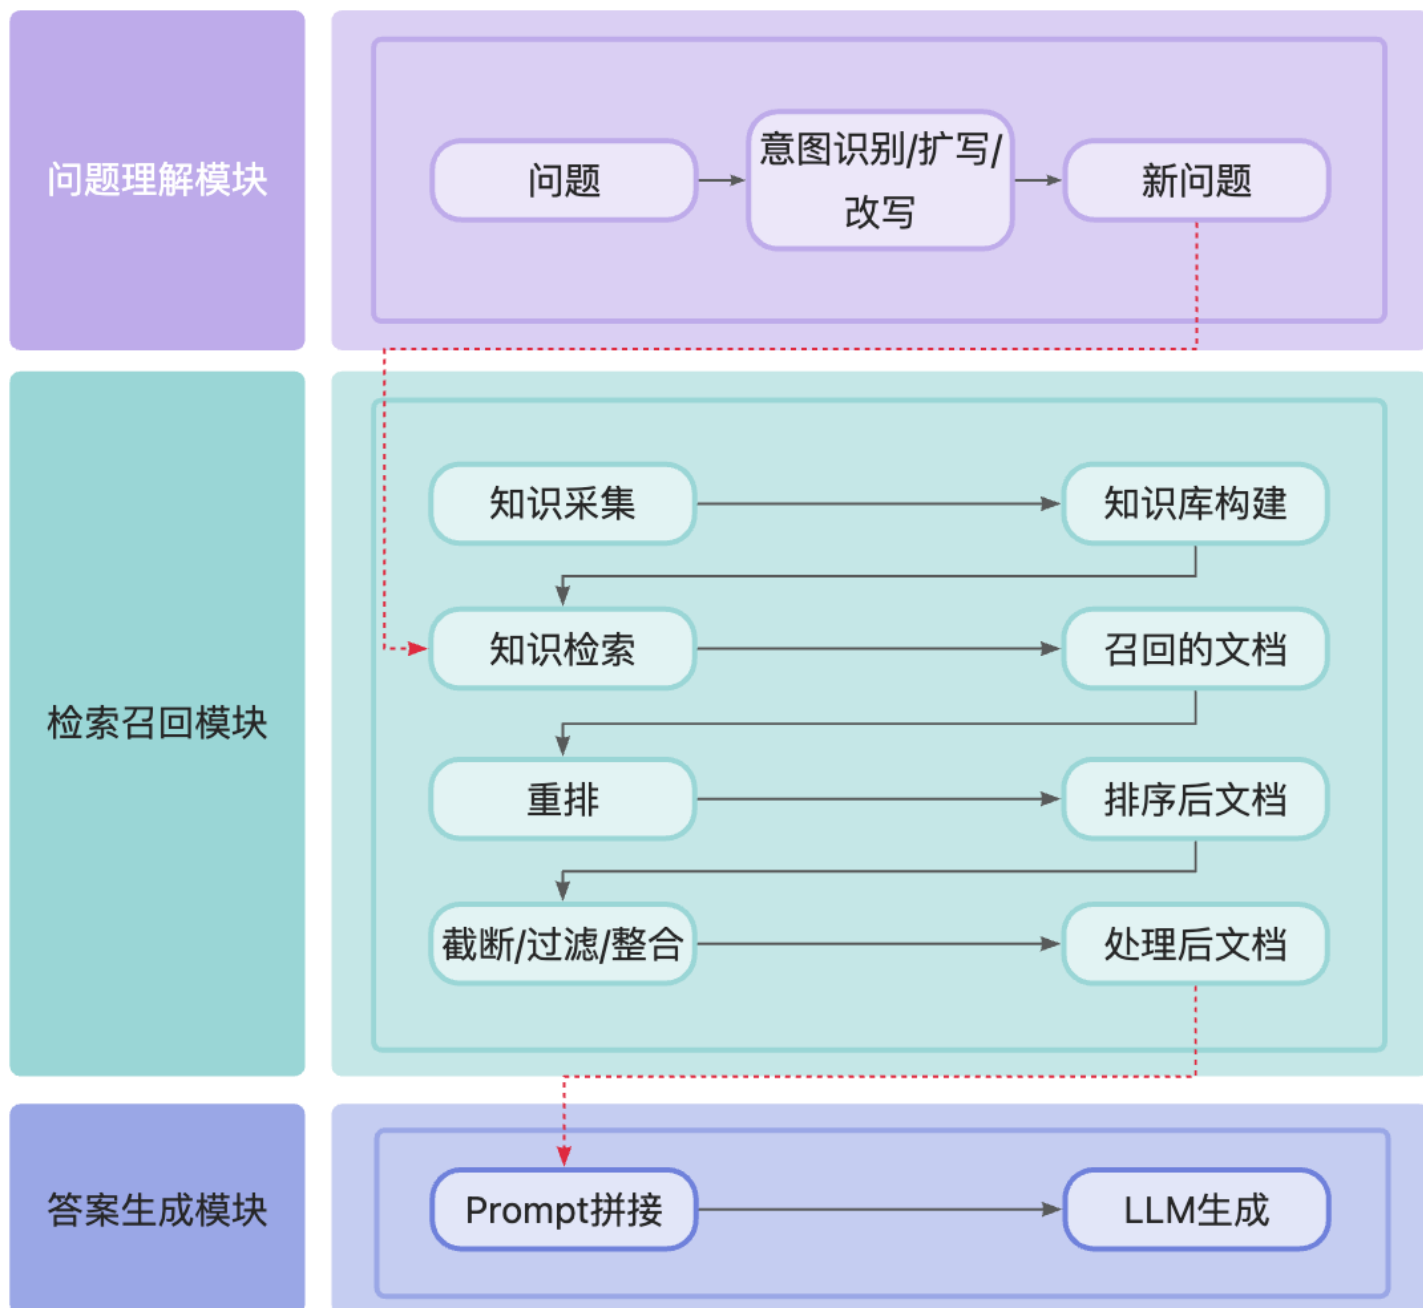 问题理解模块
问题
意图识别/扩写/
改写
新问题
检索召回模块
知识采集
知识库构建
知识检索
召回的文档
重排
排序后文档
截断/过滤/整合
处理后文档
答案生成模块
Prompt拼接
LLM生成